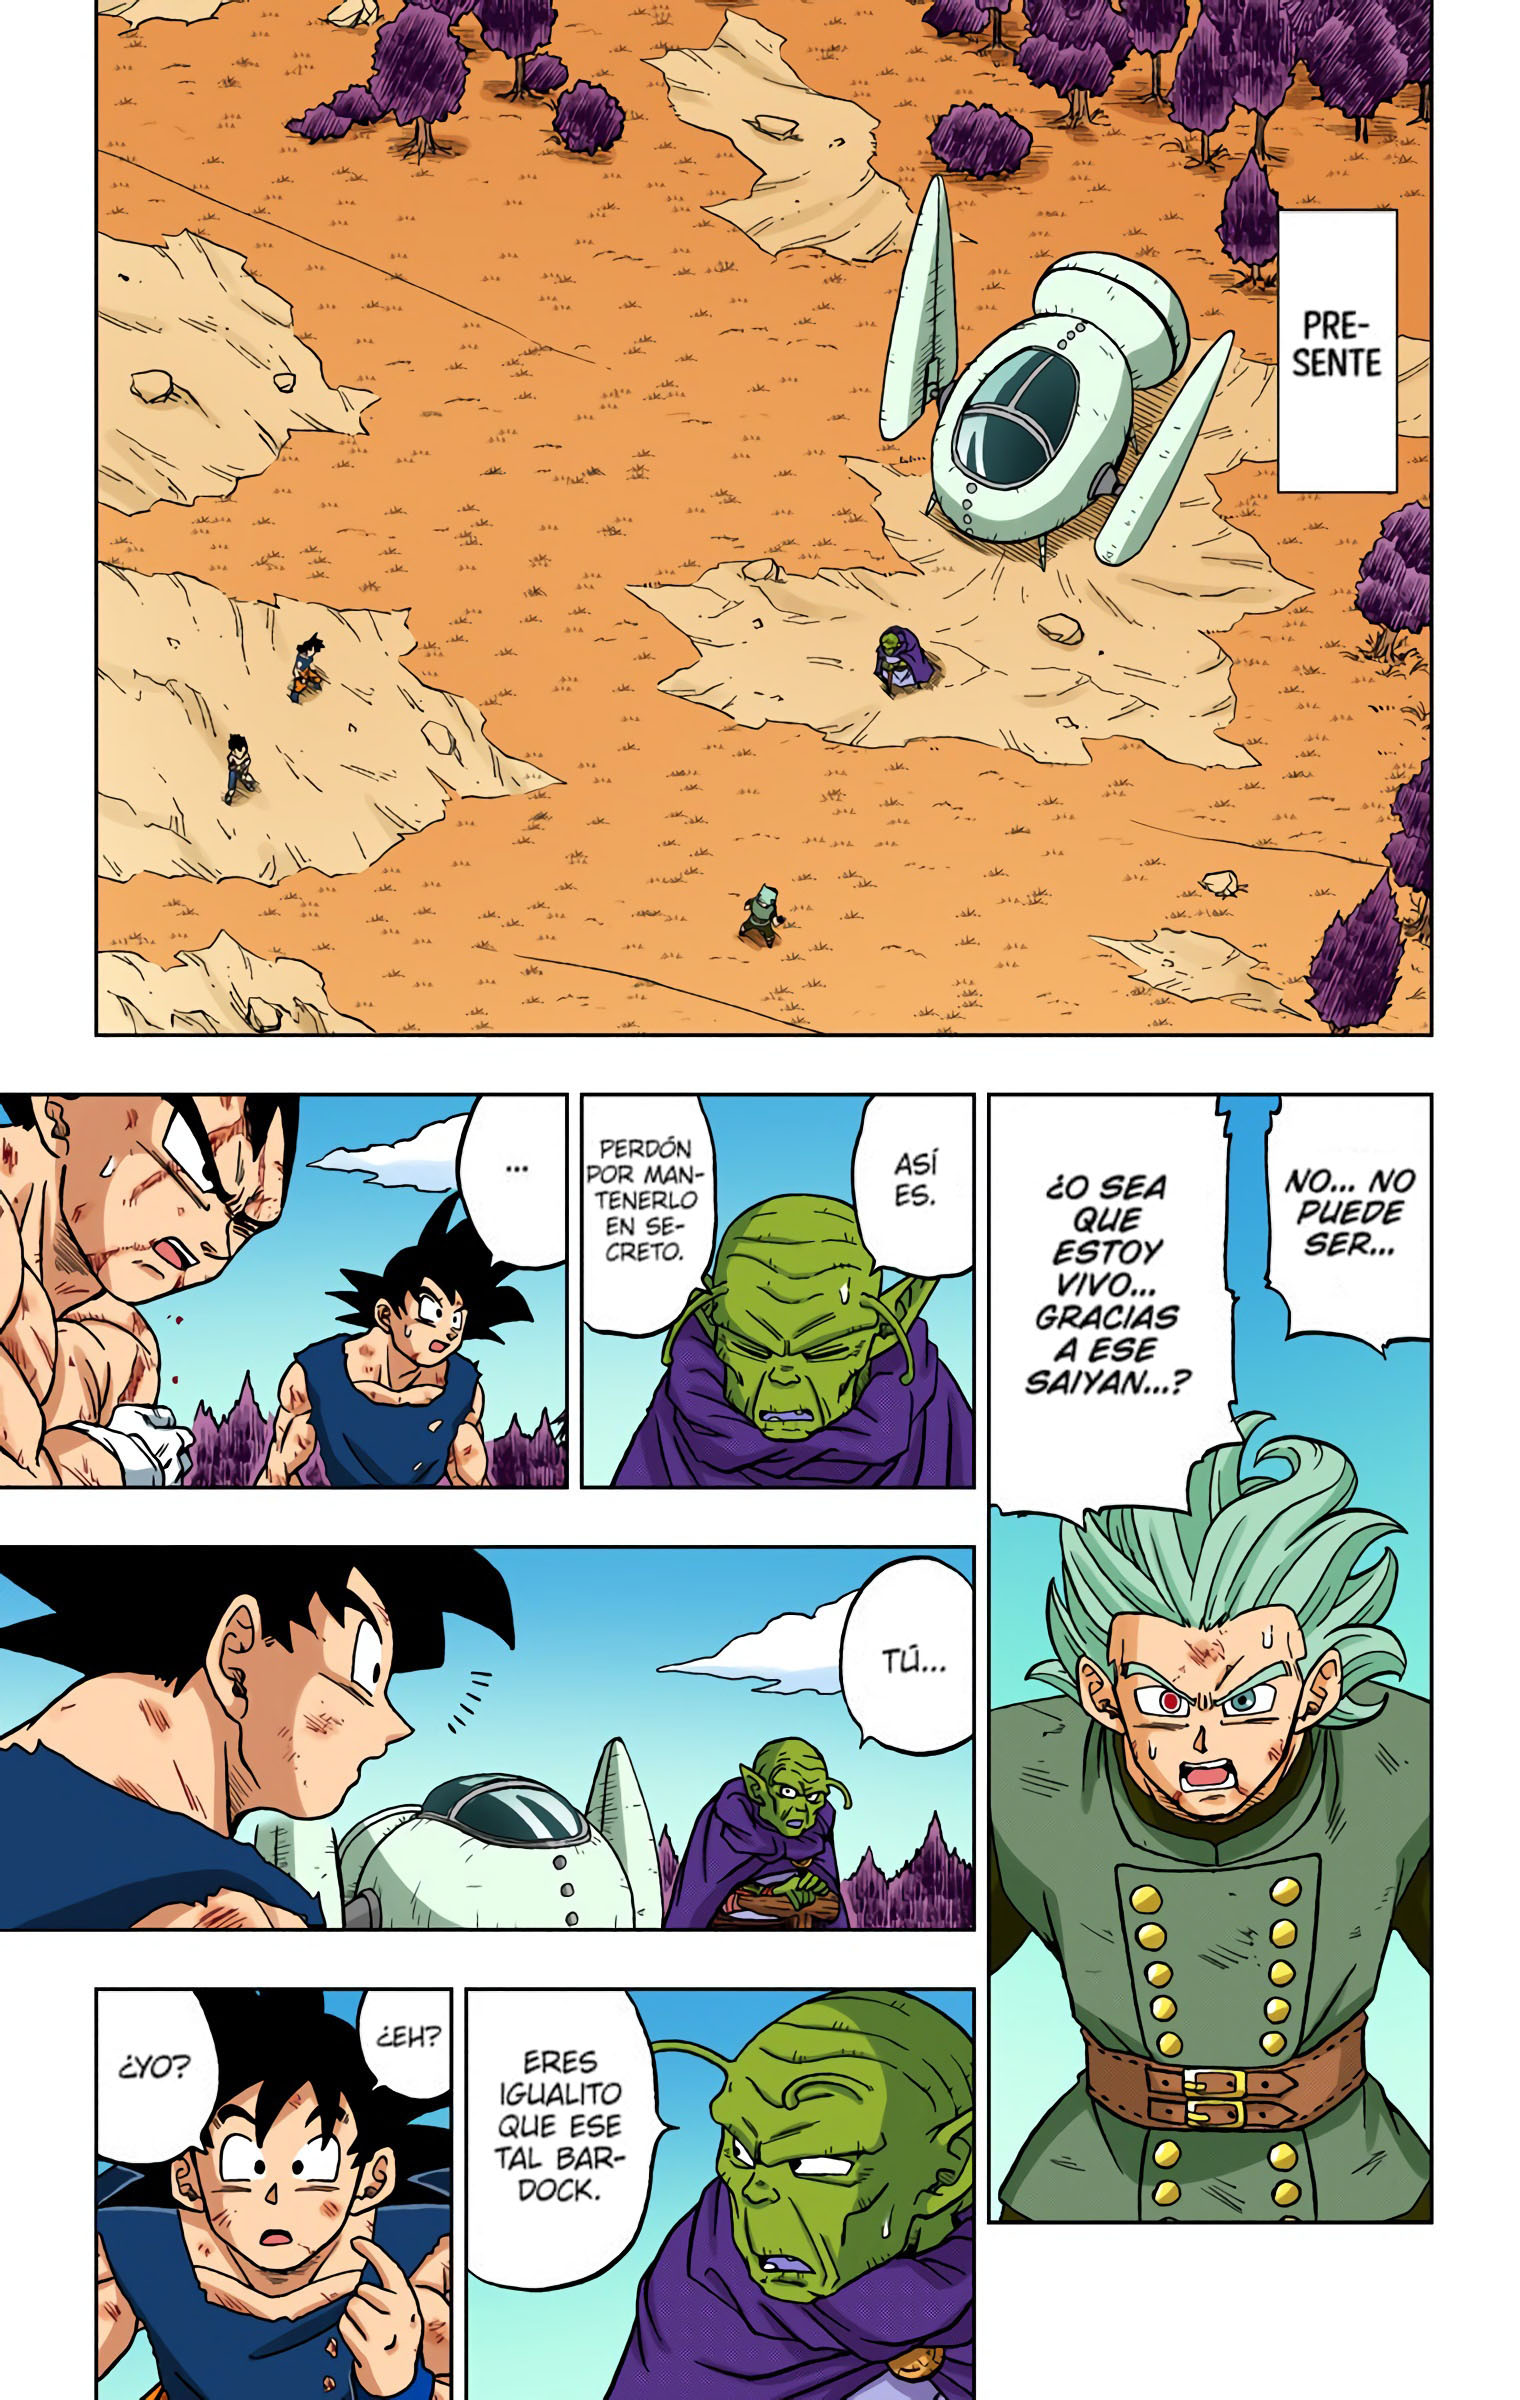 PRE-
SENTE
NO... NO
PUEDE
SER...
¿O SEA
QUE
ESTOY
VIVO...
GRACIAS
A ESE
SAIYAN...?
ASÍ
ES.
PERDÓN
POR MAN-
TENERLO
EN SE-
CRETO.
...
TÚ...
ERES
IGUALITO
QUE ESE
TAL BAR-
DOCK.
¿EH?
¿YO?